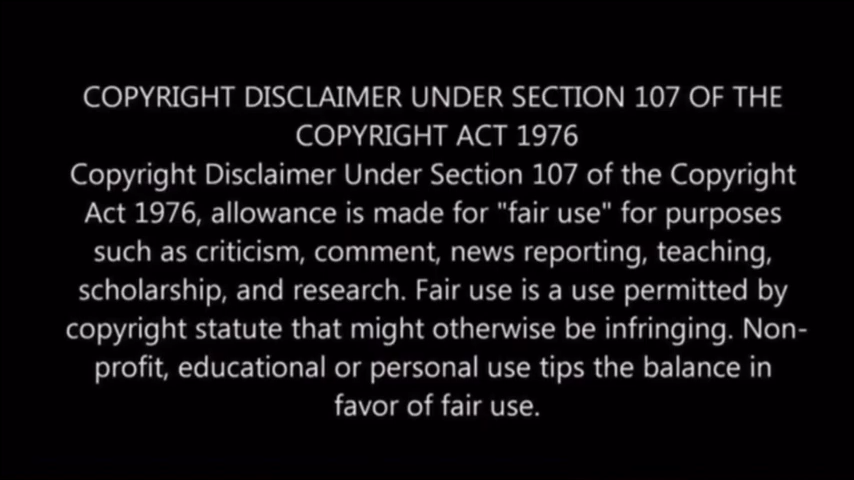 COPYRIGHT DISCLAIMER UNDER SECTION 107 OF THE
COPYRIGHT ACT 1976
Copyright Disclaimer Under Section 107 of the Copyright
Act 1976, allowance is made for "fair use" for purposes
such as criticism, comment, news reporting, teaching,
scholarship, and research. Fair use is a use permitted by
copyright statute that might otherwise be infringing. Non-
profit, educational or personal use tips the balance in
favor of fair use.